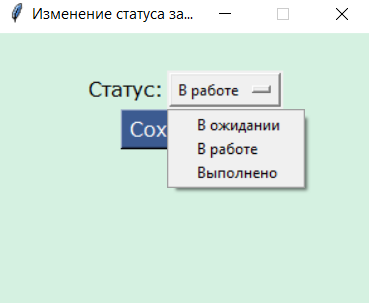 Изменение статуса за...
Статус: В работе
Сох
В ожидании
В работе
Выполнено